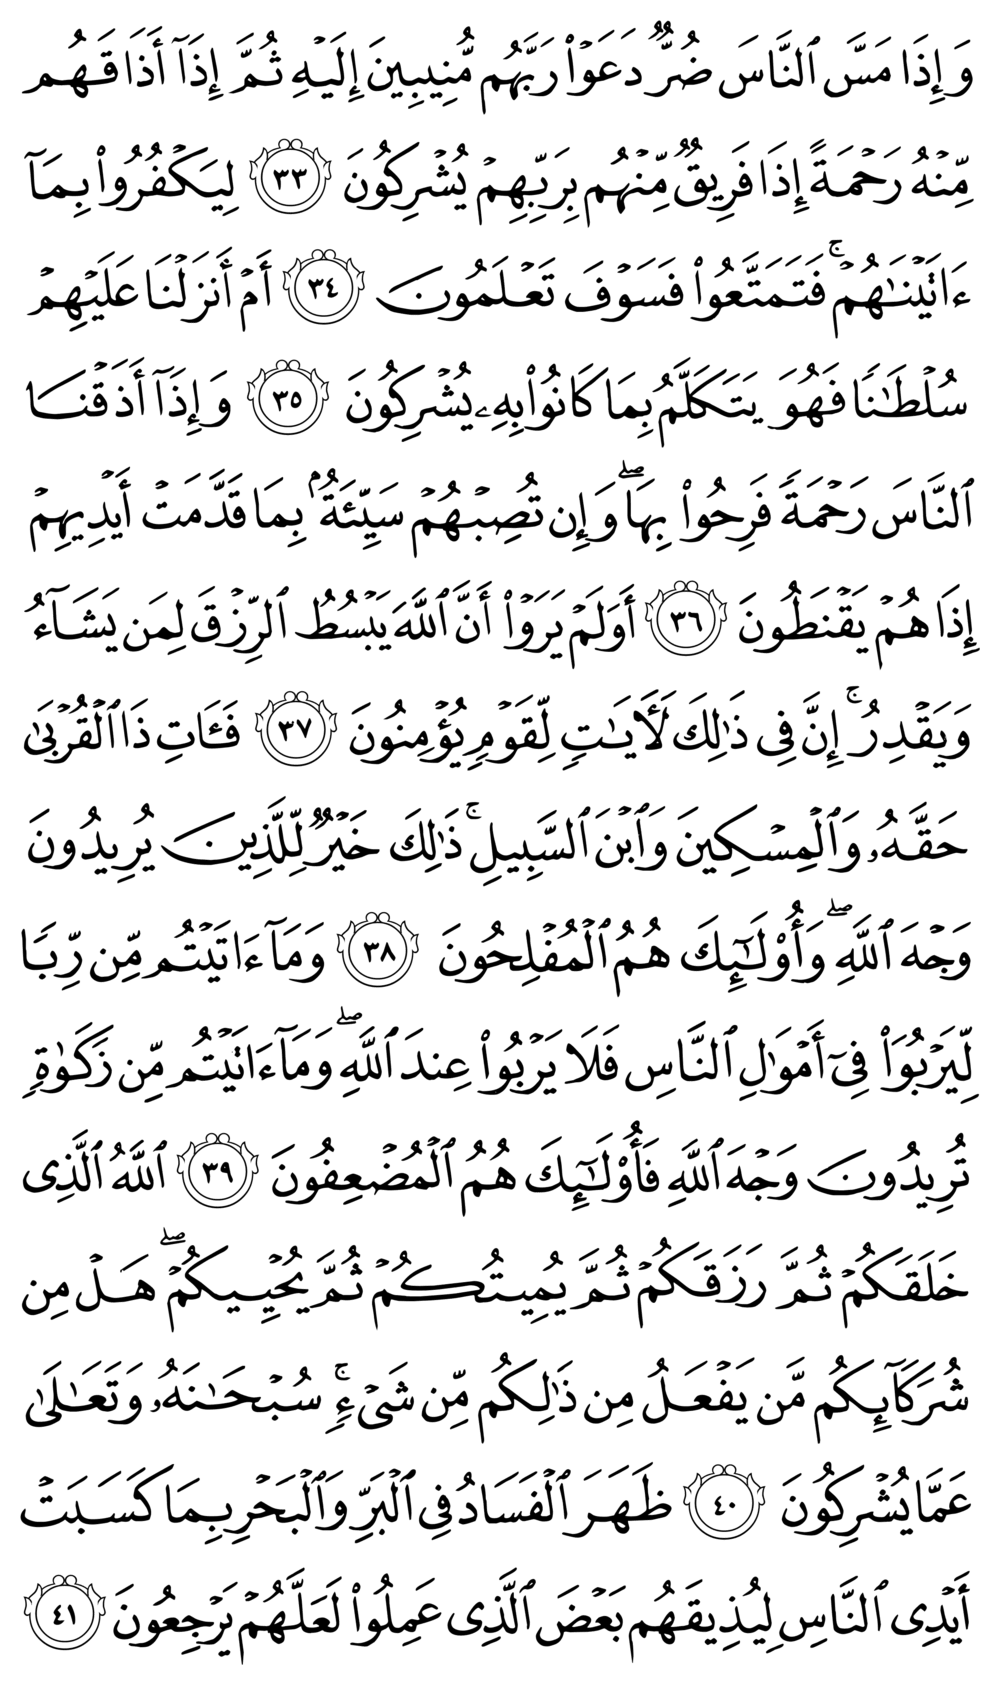 وَإِذَا مَسَّ ٱلنَّاسَ ضُرٌّ دَعَوۡاْ رَبَّهُم مُّنِيبِينَ إِلَيۡهِ ثُمَّ إِذَآ أَذَاقَهُم
مِّنۡهُ رَحۡمَةً إِذَا فَرِيقٌ مِّنۡهُم بِرَبِّهِمۡ يُشۡرِكُونَ ٣٣ لِيَكۡفُرُواْ بِمَآ
ءَاتَيۡنَٰهُمۡۚ فَتَمَتَّعُواْ فَسَوۡفَ تَعۡلَمُونَ ٣٤ أَمۡ أَنزَلۡنَا عَلَيۡهِمۡ
سُلۡطَٰنًا فَهُوَ يَتَكَلَّمُ بِمَا كَانُواْ بِهِۦ يُشۡرِكُونَ ٣٥ وَإِذَآ أَذَقۡنَا
ٱلنَّاسَ رَحۡمَةً فَرِحُواْ بِهَاۖ وَإِن تُصِبۡهُمۡ سَيِّئَةُۢ بِمَا قَدَّمَتۡ أَيۡدِيهِمۡ
إِذَا هُمۡ يَقۡنَطُونَ ٣٦ أَوَلَمۡ يَرَوۡاْ أَنَّ ٱللَّهَ يَبۡسُطُ ٱلرِّزۡقَ لِمَن يَشَآءُ
وَيَقۡدِرُۚ إِنَّ فِي ذَٰلِكَ لَأٓيَٰتٍ لِّقَوۡمٍ يُؤۡمِنُونَ ٣٧ فَـَٔاتِ ذَا ٱلۡقُرۡبَىٰ
حَقَّهُۥ وَٱلۡمِسۡكِينَ وَٱبۡنَ ٱلسَّبِيلِۚ ذَٰلِكَ خَيۡرٌ لِّلَّذِينَ يُرِيدُونَ
وَجۡهَ ٱللَّهِۖ وَأُوْلَٰٓئِكَ هُمُ ٱلۡمُفۡلِحُونَ ٣٨ وَمَآ ءَاتَيۡتُم مِّن رِّبًا
لِّيَرۡبُوَاْ فِيٓ أَمۡوَٰلِ ٱلنَّاسِ فَلَا يَرۡبُواْ عِندَ ٱللَّهِۖ وَمَآ ءَاتَيۡتُم مِّن زَكَوٰةٍ
تُرِيدُونَ وَجۡهَ ٱللَّهِ فَأُوْلَٰٓئِكَ هُمُ ٱلۡمُضۡعِفُونَ ٣٩ ٱللَّهُ ٱلَّذِي
خَلَقَكُمۡ ثُمَّ رَزَقَكُمۡ ثُمَّ يُمِيتُكُمۡ ثُمَّ يُحۡيِيكُمۡۖ هَلۡ مِن
شُرَكَآئِكُم مَّن يَفۡعَلُ مِن ذَٰلِكُم مِّن شَيۡءٍۚ سُبۡحَٰنَهُۥ وَتَعَٰلَىٰ
عَمَّا يُشۡرِكُونَ ٤٠ ظَهَرَ ٱلۡفَسَادُ فِي ٱلۡبَرِّ وَٱلۡبَحۡرِ بِمَا كَسَبَتۡ
أَيۡدِي ٱلنَّاسِ لِيُذِيقَهُم بَعۡضَ ٱلَّذِي عَمِلُواْ لَعَلَّهُمۡ يَرۡجِعُونَ ٤١